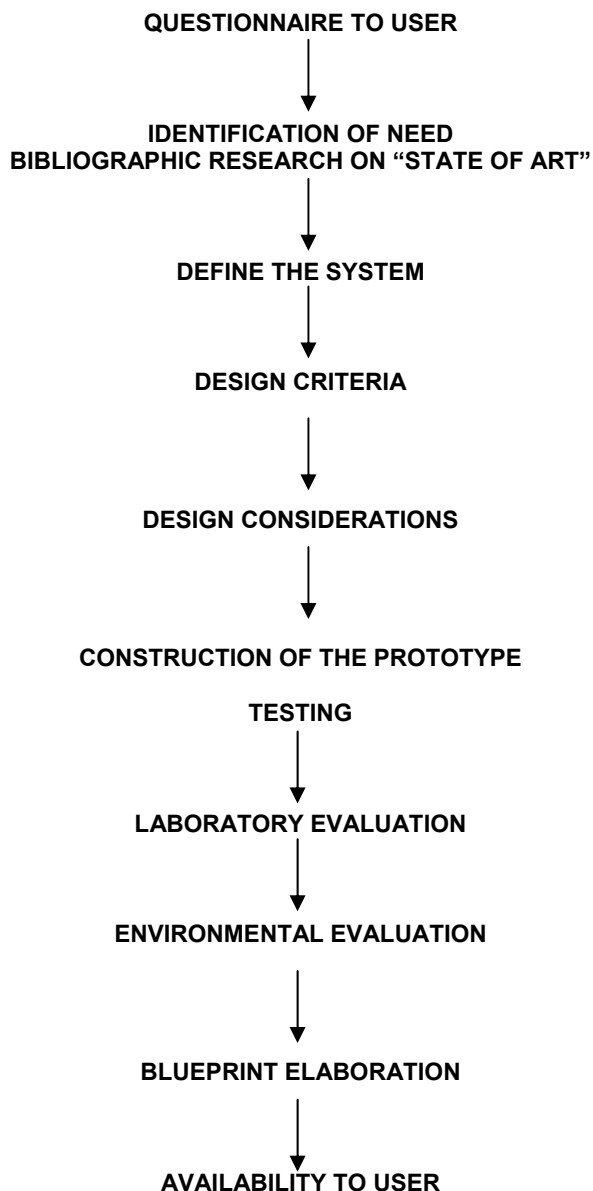 QUESTIONNAIRE TO USER
IDENTIFICATION OF NEED
BIBLIOGRAPHIC RESEARCH ON “STATE OF ART”
DEFINE THE SYSTEM
DESIGN CRITERIA
DESIGN CONSIDERATIONS
CONSTRUCTION OF THE PROTOTYPE
TESTING
LABORATORY EVALUATION
ENVIRONMENTAL EVALUATION
BLUEPRINT ELABORATION
AVAILABILITY TO USER